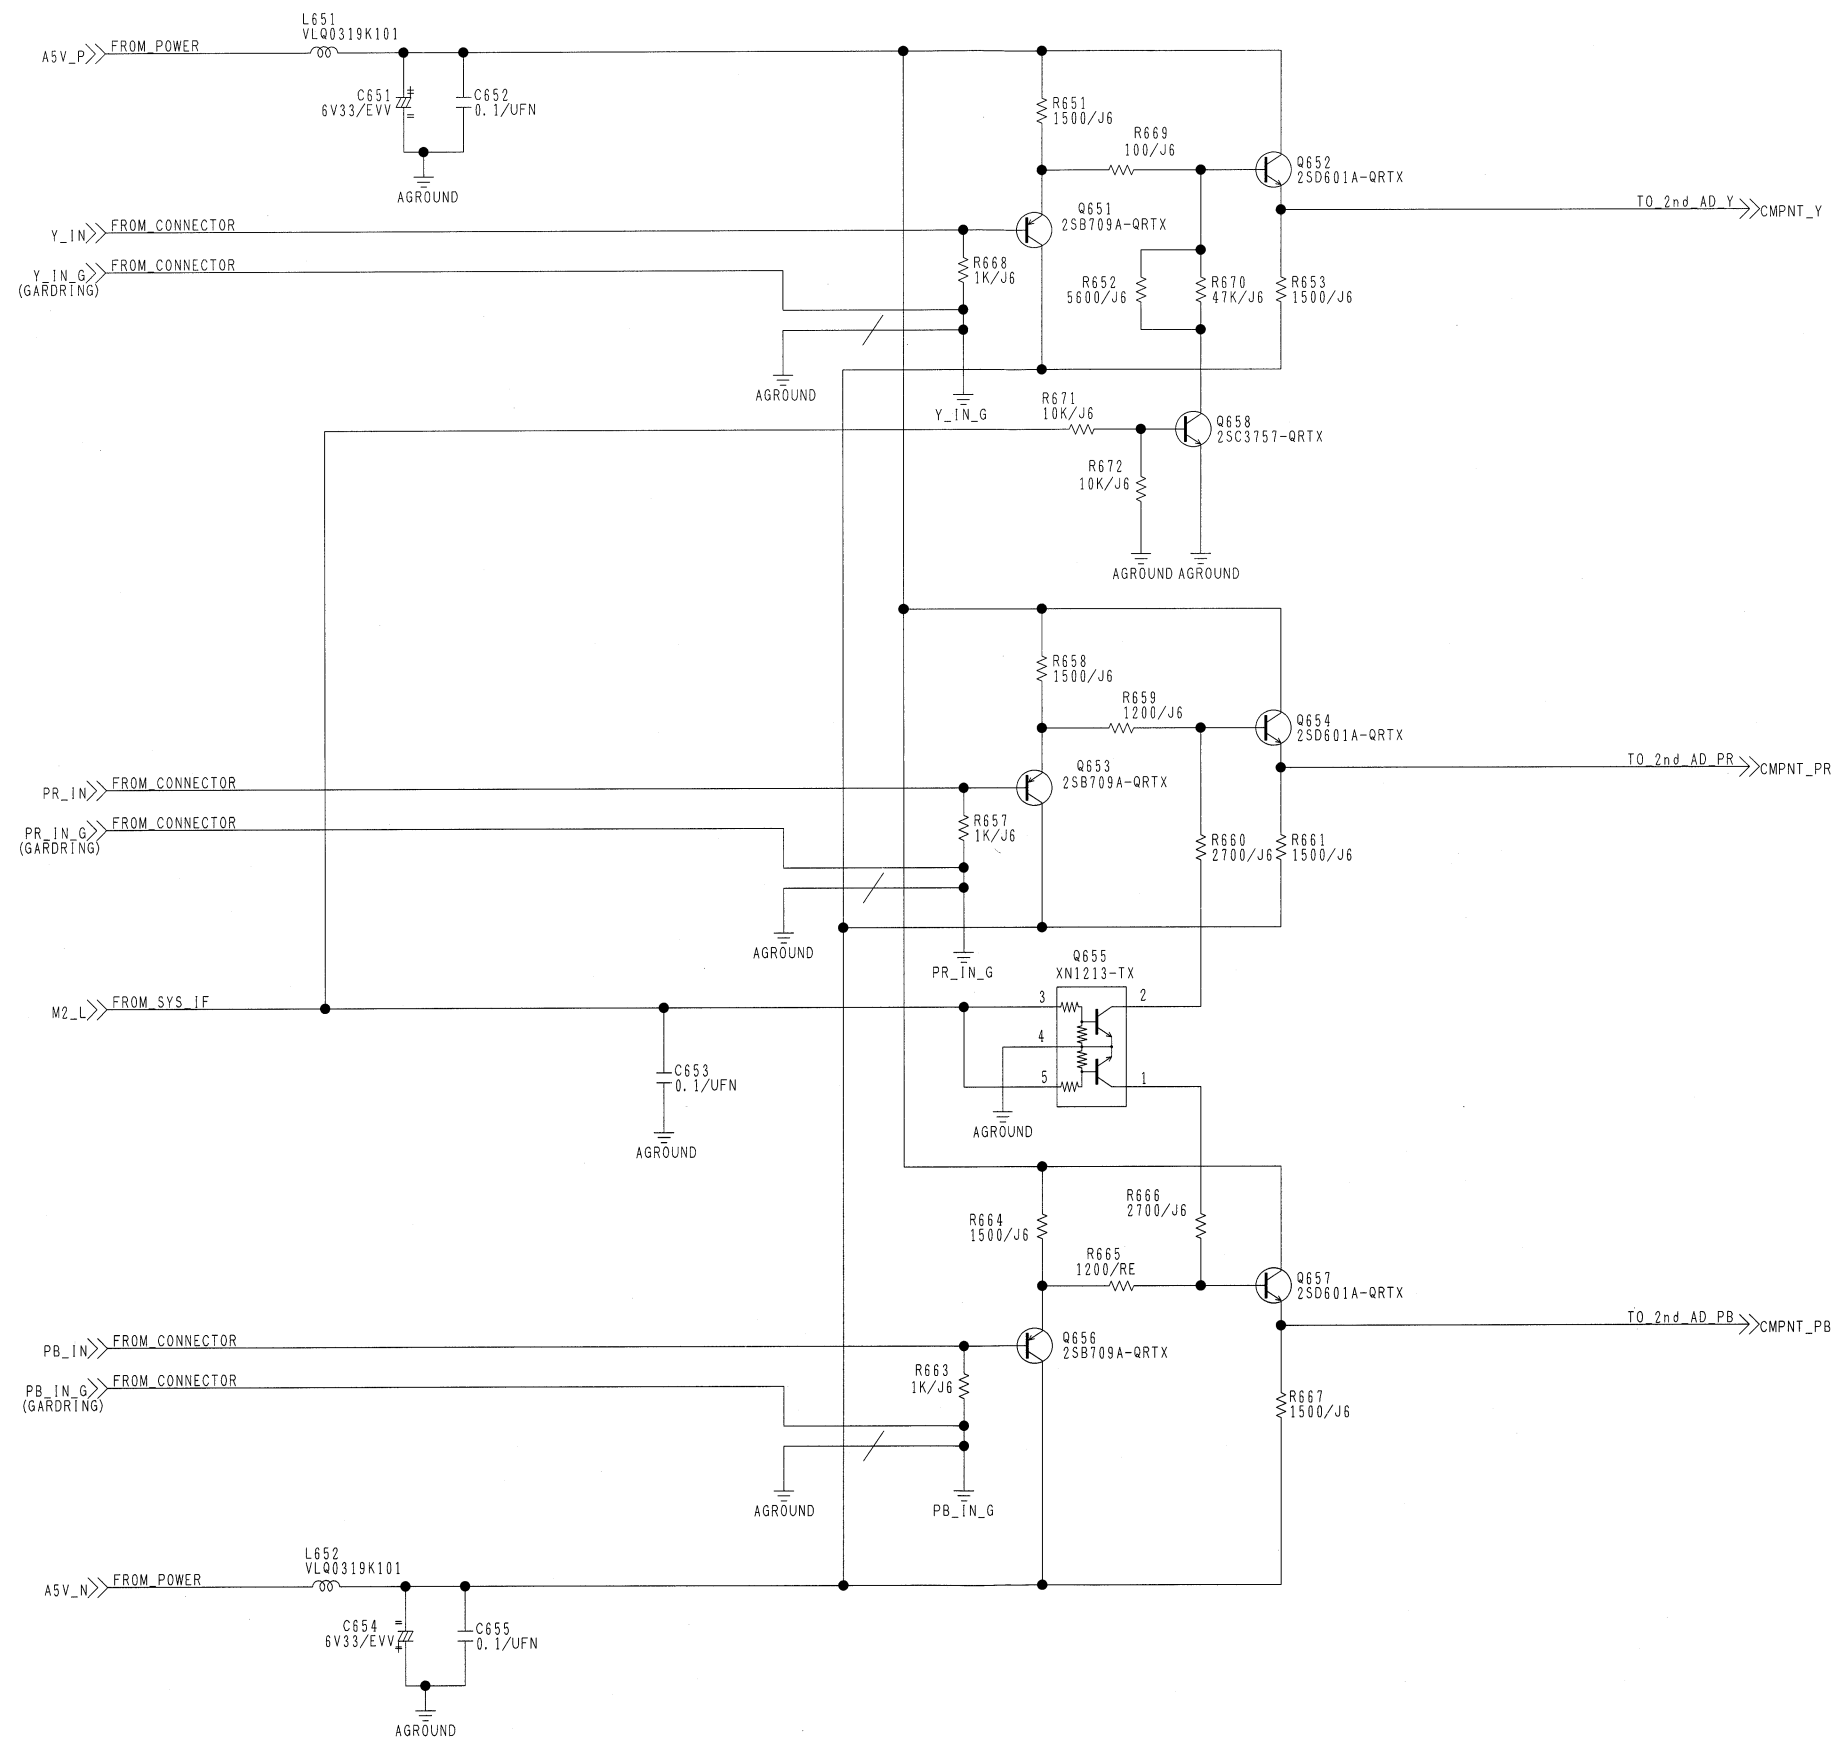 L651
VLQ0319K101
A5V_P
FROM_POWER
C651
6V33/EVV
+
=
C652
0.1/UFN
AGROUND
R651
1500/J6
R669
100/J6
Q652
2SD601A-QRTX
TO_2nd_AD_Y
CMPNT_Y
Y_IN
FROM_CONNECTOR
Q651
2SB709A-QRTX
Y_IN_G
(GARDRING)
FROM_CONNECTOR
R668
1K/J6
R652
5600/J6
R670
47K/J6
R653
1500/J6
AGROUND
Y_IN_G
R671
10K/J6
Q658
2SC3757-QRTX
R672
10K/J6
AGROUND
AGROUND
R658
1500/J6
R659
1200/J6
Q654
2SD601A-QRTX
TO_2nd_AD_PR
CMPNT_PR
PR_IN
FROM_CONNECTOR
Q653
2SB709A-QRTX
PR_IN_G
(GARDRING)
FROM_CONNECTOR
R657
1K/J6
R660
2700/J6
R661
1500/J6
AGROUND
PR_IN_G
Q655
XN1213-TX
M2_L
FROM_SYS_IF
3
2
4
5
1
C653
0.1/UFN
AGROUND
AGROUND
R664
1500/J6
R666
2700/J6
R665
1200/RE
Q657
2SD601A-QRTX
TO_2nd_AD_PB
CMPNT_PB
PB_IN
FROM_CONNECTOR
Q656
2SB709A-QRTX
PB_IN_G
(GARDRING)
FROM_CONNECTOR
R663
1K/J6
R667
1500/J6
AGROUND
PB_IN_G
L652
VLQ0319K101
A5V_N
FROM_POWER
C654
6V33/EVV
=
+
C655
0.1/UFN
AGROUND